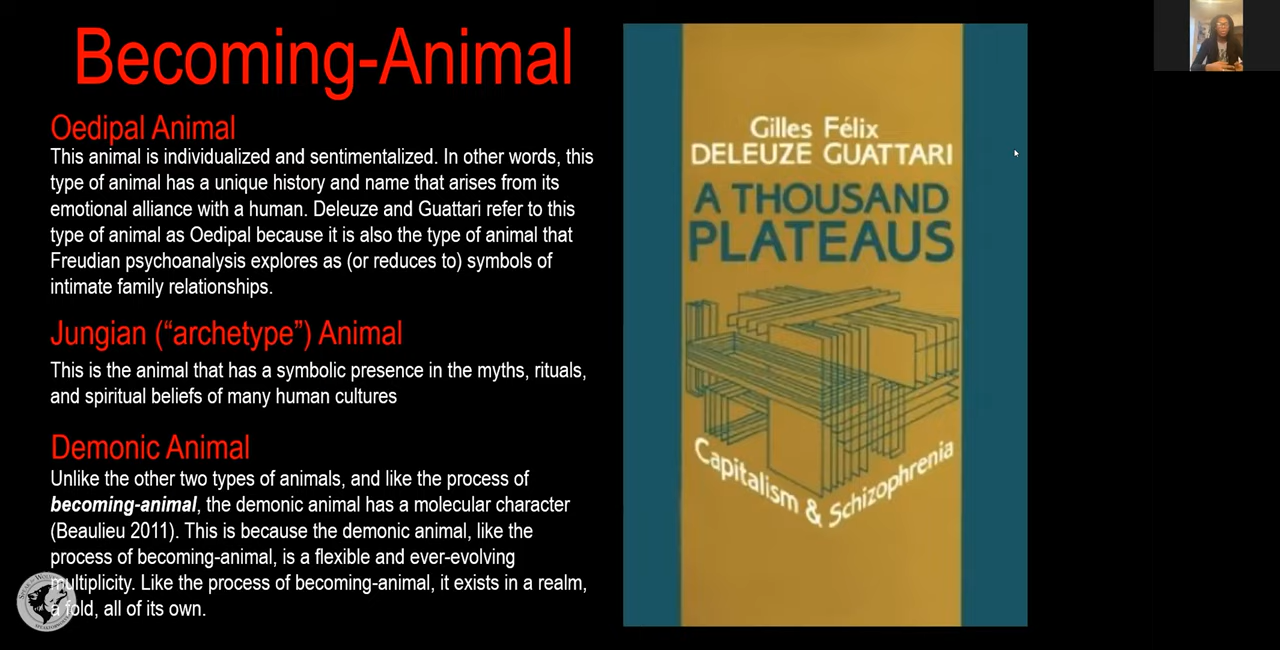 Becoming-Animal
Oedipal Animal
This animal is individualized and sentimentalized. In other words, this
type of animal has a unique history and name that arises from its
emotional alliance with a human. Deleuze and Guattari refer to this
type of animal as Oedipal because it is also the type of animal that
Freudian psychoanalysis explores as (or reduces to) symbols of
intimate family relationships.
Jungian (“archetype”) Animal
This is the animal that has a symbolic presence in the myths, rituals,
and spiritual beliefs of many human cultures
Demonic Animal
Unlike the other two types of animals, and like the process of
becoming-animal, the demonic animal has a molecular character
(Beaulieu 2011). This is because the demonic animal, like the
process of becoming-animal, is a flexible and ever-evolving
multiplicity. Like the process of becoming-animal, it exists in a realm,
a fold, all of its own.
Gilles Félix
DELEUZE GUATTARI
A THOUSAND
PLATEAUS
Capitalism & Schizophrenia